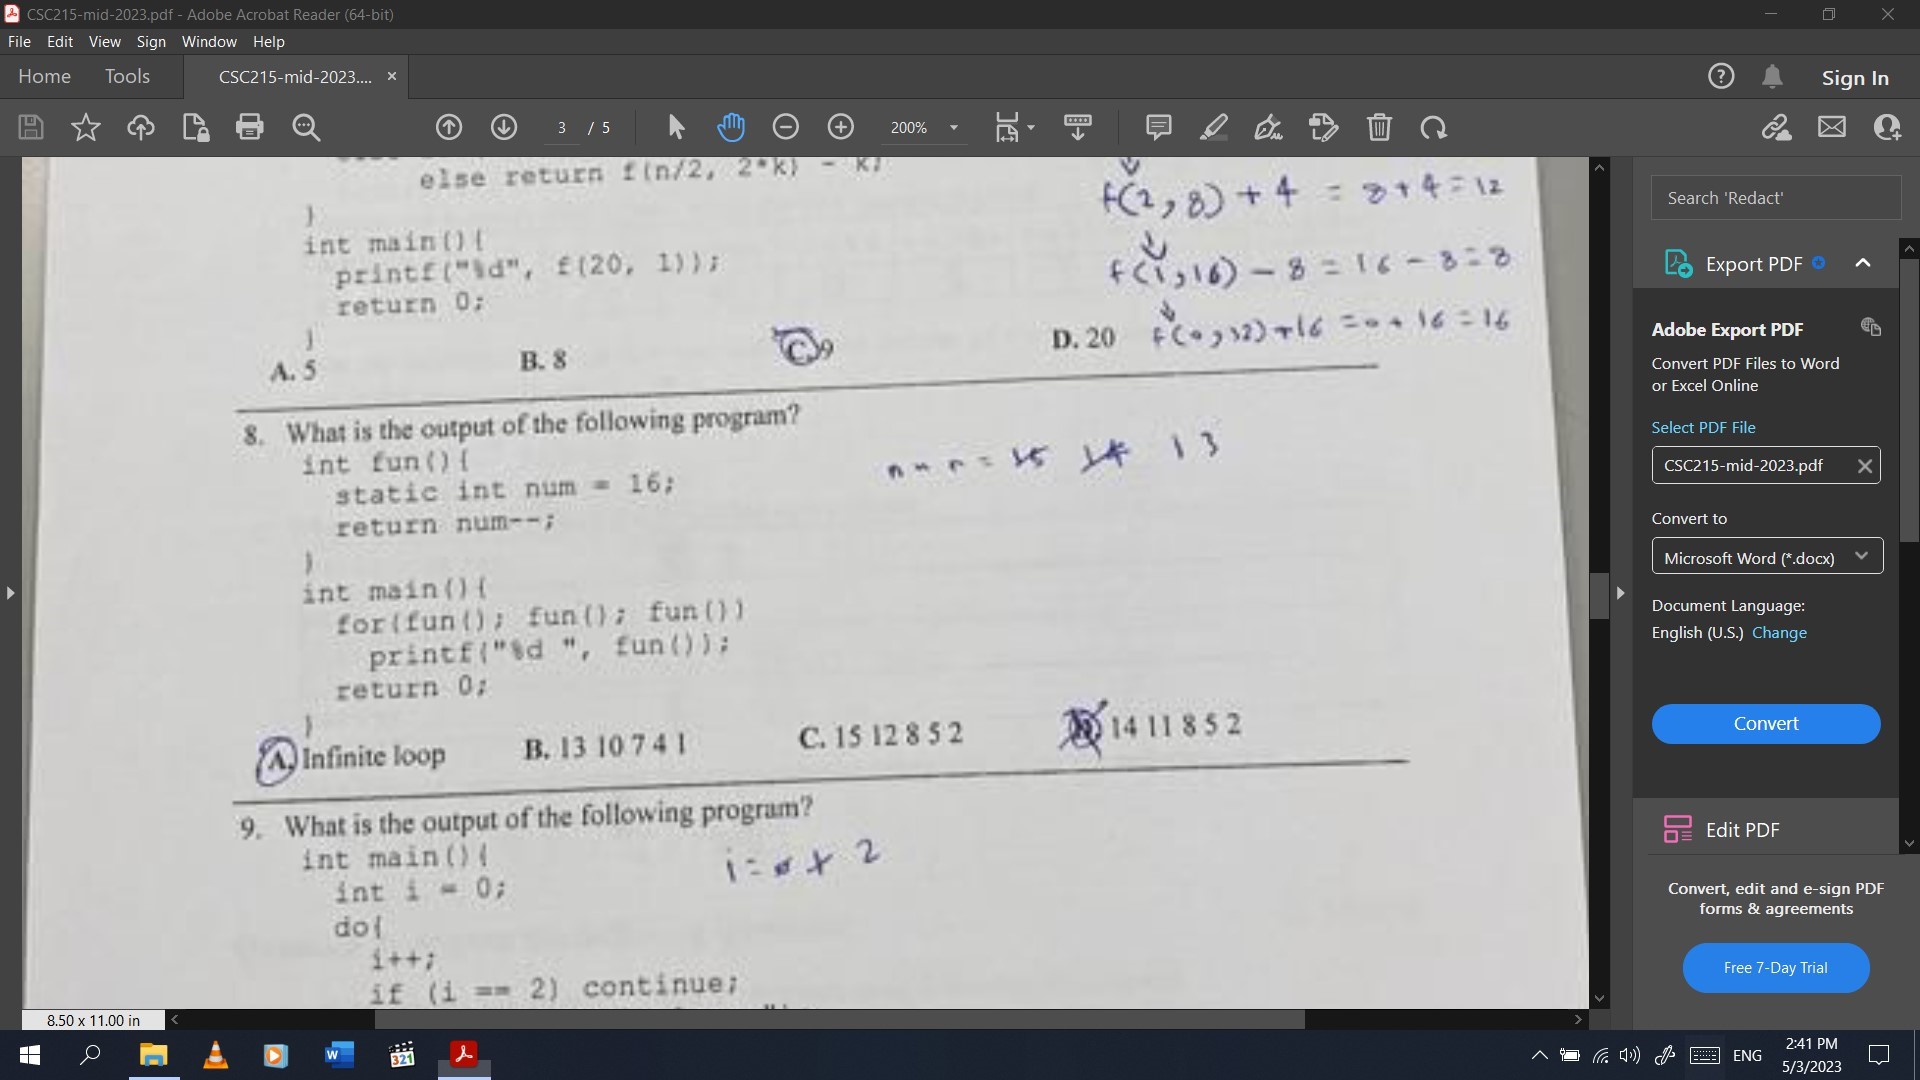 CSC215-mid-2023.pdf - Adobe Acrobat Reader (64-bit)
File Edit View Sign Window Help
Home Tools CSC215-mid-2023.... × Sign In
3 / 5 200%
else return f(n/2, 2*k) - k;
}
int main(){
printf("%d", f(20, 1));
return 0;
}
A. 5 B. 8 C. 9 D. 20
f(2,8) + 4 = 8+4=12
f(1,16) - 8 = 16 - 8 = 8
f(0,32)+16 = 0+16 = 16
8. What is the output of the following program?
int fun(){
static int num = 16;
return num--;
}
int main(){
for(fun(); fun(); fun())
printf("%d ", fun());
return 0;
}
15 14 13
A. Infinite loop B. 13 10 7 4 1 C. 15 12 8 5 2 14 11 8 5 2
9. What is the output of the following program?
int main(){
int i = 0;
do{
i++;
if (i == 2) continue;
i = 0 1 2
8.50 x 11.00 in
Search 'Redact'
Export PDF
Adobe Export PDF
Convert PDF Files to Word
or Excel Online
Select PDF File
CSC215-mid-2023.pdf
Convert to
Microsoft Word (*.docx)
Document Language:
English (U.S.) Change
Convert
Edit PDF
Convert, edit and e-sign PDF
forms & agreements
Free 7-Day Trial
ENG
2:41 PM
5/3/2023